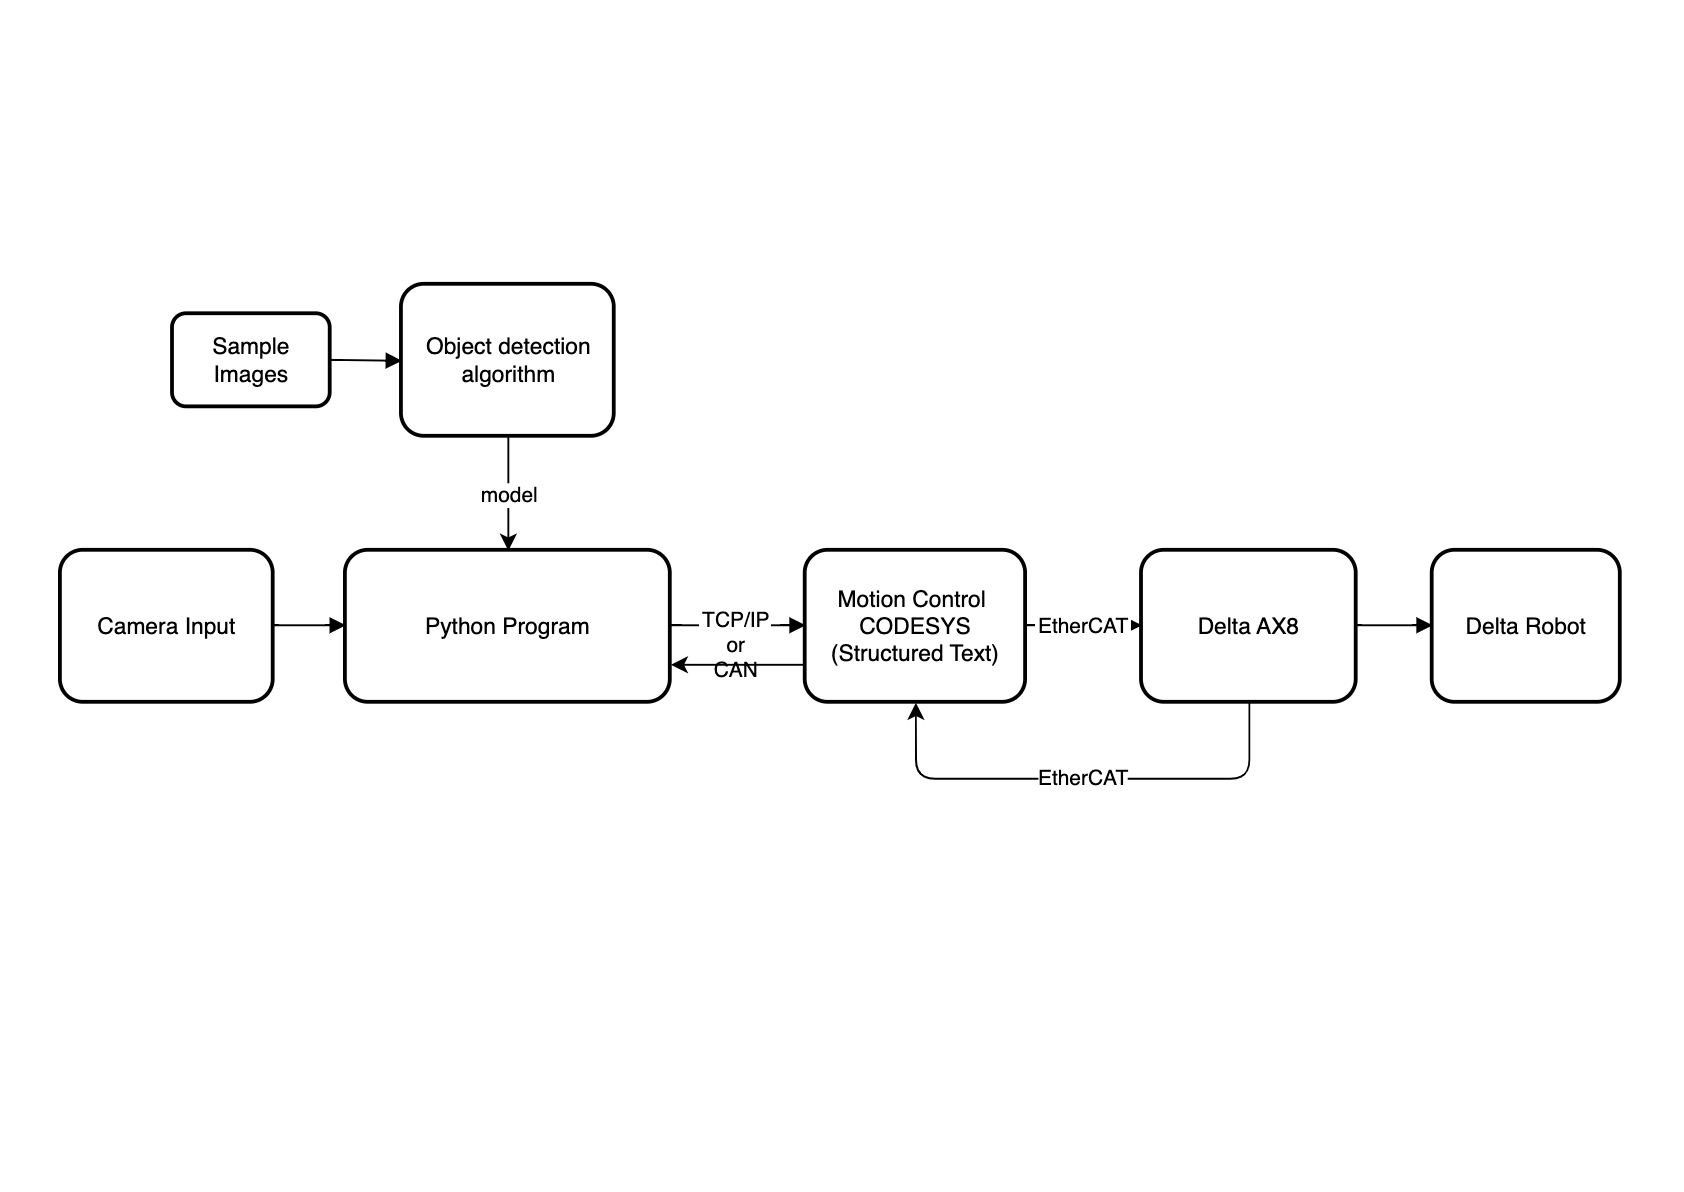 Sample
Images
Object detection
algorithm
model
Camera Input
Python Program
TCP/IP
or
CAN
Motion Control
CODESYS
(Structured Text)
EtherCAT
Delta AX8
Delta Robot
EtherCAT